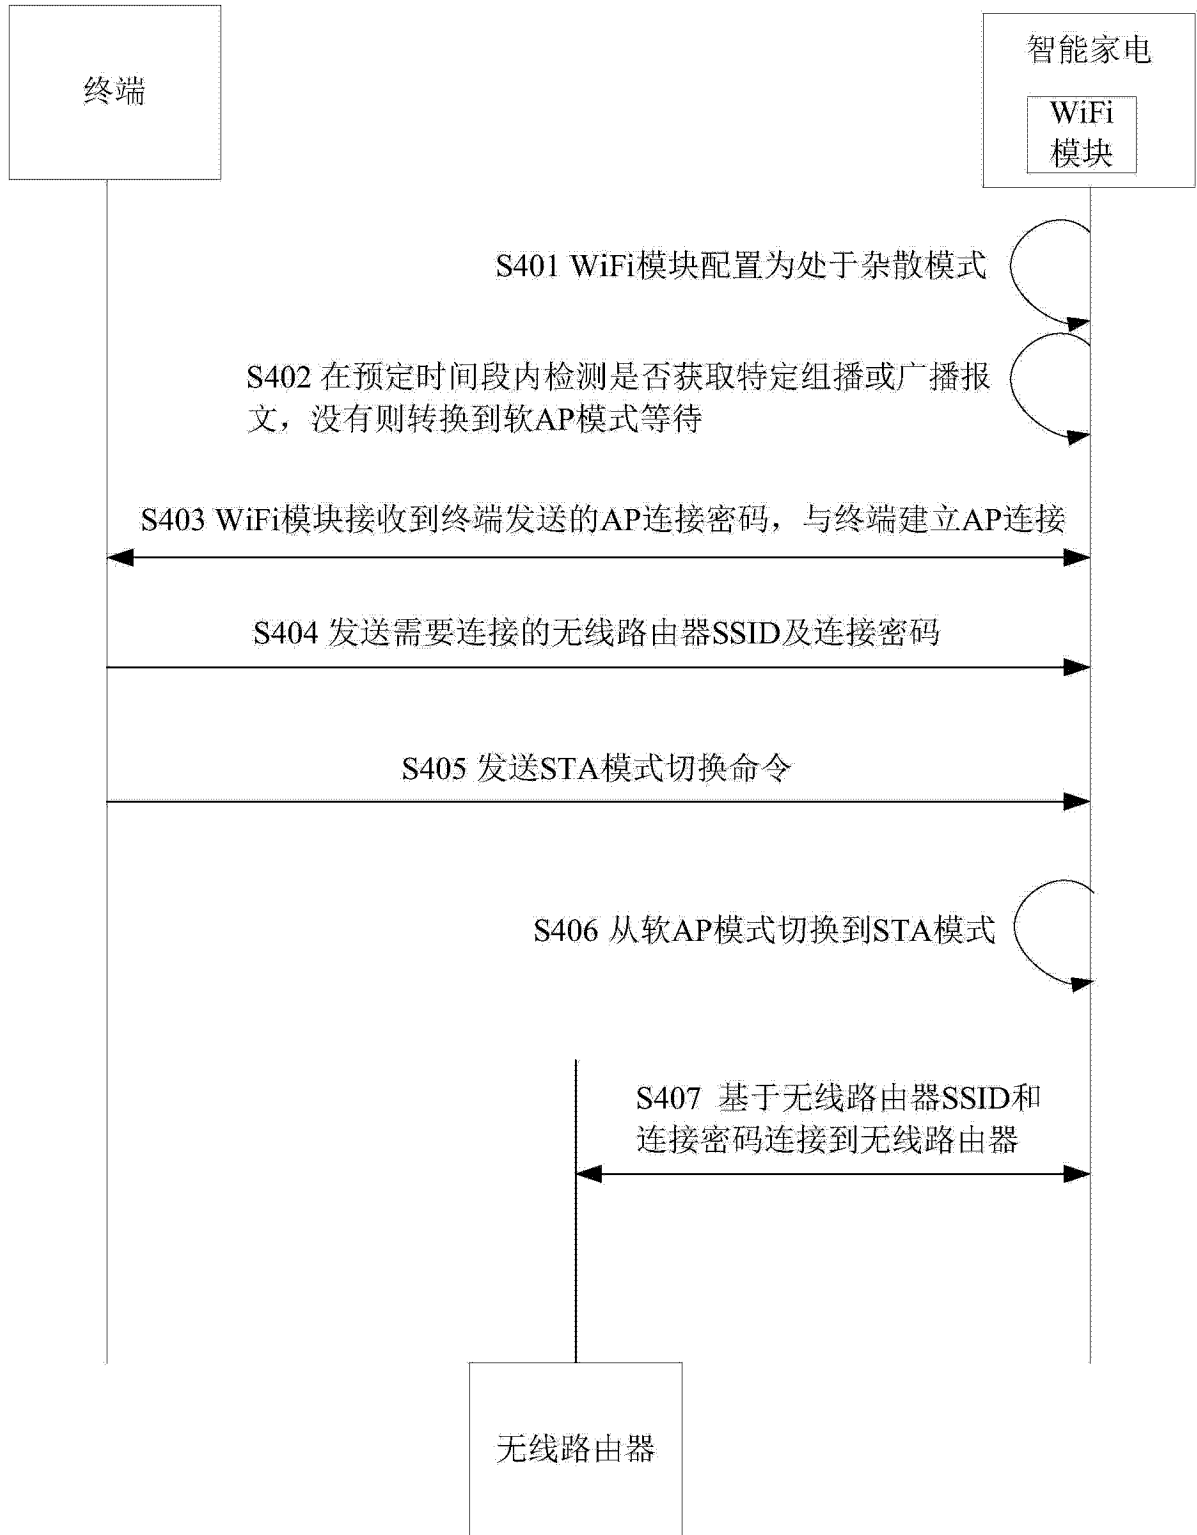 终端
智能家电
WiFi
模块
S401 WiFi模块配置为处于杂散模式
S402 在预定时间段内检测是否获取特定组播或广播报
文，没有则转换到软AP模式等待
S403 WiFi模块接收到终端发送的AP连接密码，与终端建立AP连接
S404 发送需要连接的无线路由器SSID及连接密码
S405 发送STA模式切换命令
S406 从软AP模式切换到STA模式
S407 基于无线路由器SSID和
连接密码连接到无线路由器
无线路由器